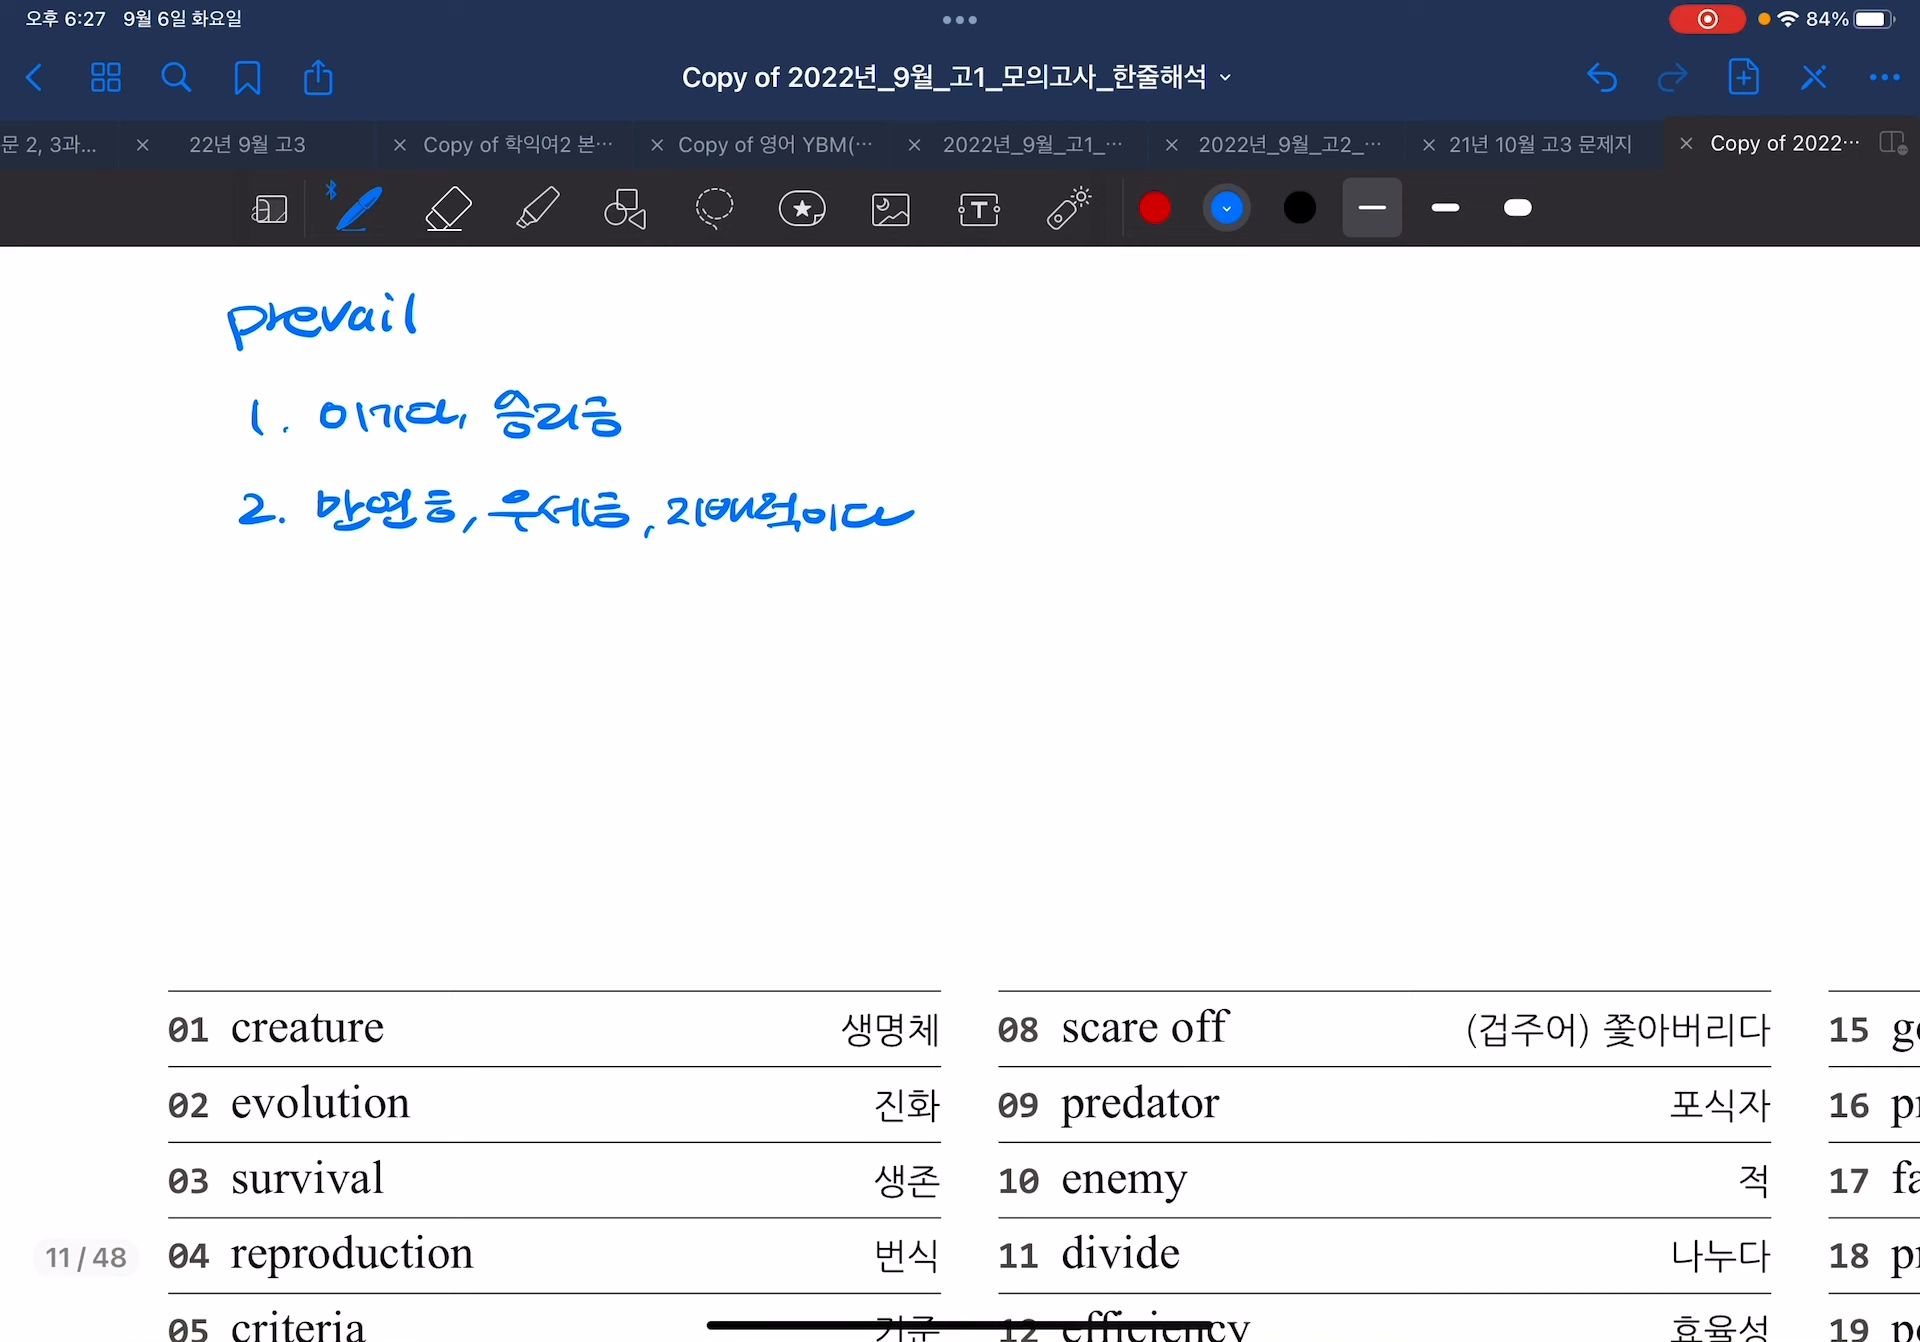 오후 6:27 9월 6일 화요일
84%
Copy of 2022년_9월_고1_모의고사_한줄해석
문 2, 3과...
22년 9월 고3
Copy of 학익여2 본...
Copy of 영어 YBM(...
2022년_9월_고1_...
2022년_9월_고2_...
21년 10월 고3 문제지
Copy of 2022...
prevail
1. 이기다, 승리함
2. 만연함, 우세함, 지배적이다
01 creature 생명체
02 evolution 진화
03 survival 생존
04 reproduction 번식
05 criteria 기준
08 scare off (겁주어) 쫓아버리다
09 predator 포식자
10 enemy 적
11 divide 나누다
12 efficiency 효율성
15
16
17
18
19
11 / 48